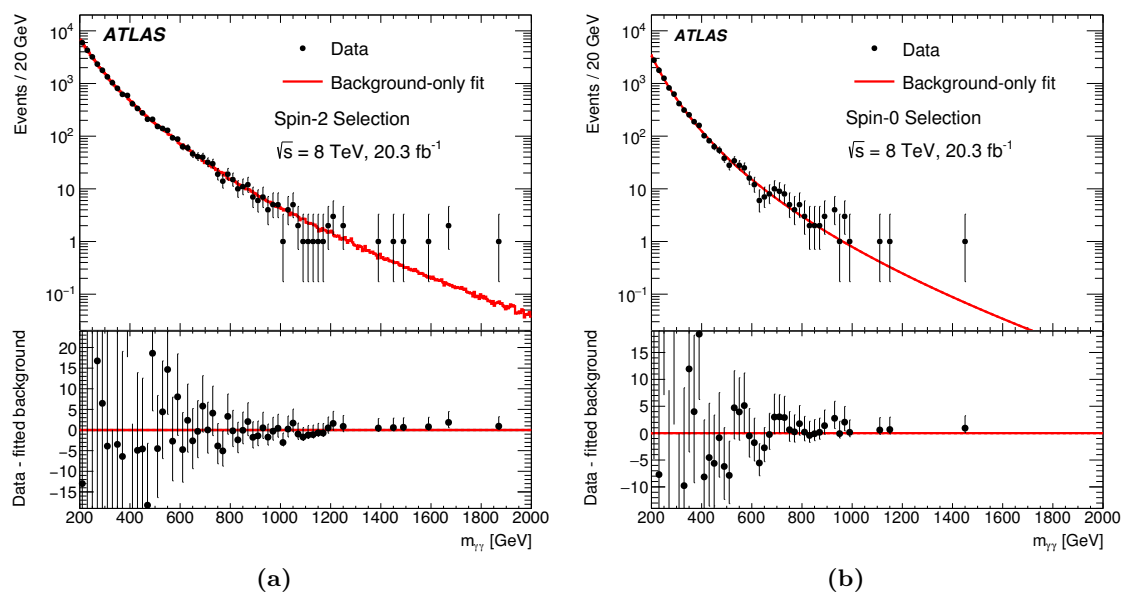 ATLAS
Data
Background-only fit
Spin-2 Selection
√s = 8 TeV, 20.3 fb⁻¹
Events / 20 GeV
10⁴
10³
10²
10
1
10⁻¹
Data - fitted background
20
15
10
5
0
−5
−10
−15
200 400 600 800 1000 1200 1400 1600 1800 2000
mγγ [GeV]
(a)
ATLAS
Data
Background-only fit
Spin-0 Selection
√s = 8 TeV, 20.3 fb⁻¹
Events / 20 GeV
10⁴
10³
10²
10
1
10⁻¹
Data - fitted background
15
10
5
0
−5
−10
200 400 600 800 1000 1200 1400 1600 1800 2000
mγγ [GeV]
(b)